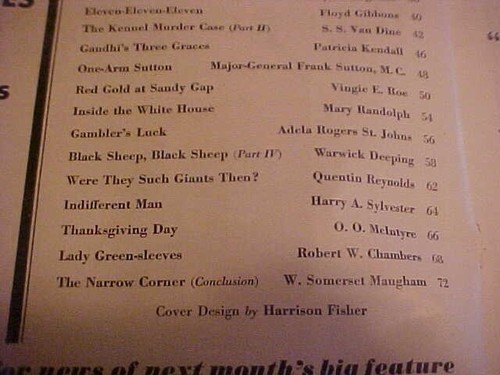 ES
Eleven-Eleven-Eleven Floyd Gibbons 40
The Kennel Murder Case (Part II) S. S. Van Dine 42
Gandhi's Three Graces Patricia Kendall 46
One-Arm Sutton Major-General Frank Sutton, M. C. 48
Red Gold at Sandy Gap Vingie E. Roe 50
Inside the White House Mary Randolph 54
Gambler's Luck Adela Rogers St. Johns 56
Black Sheep, Black Sheep (Part IV) Warwick Deeping 58
Were They Such Giants Then? Quentin Reynolds 62
Indifferent Man Harry A. Sylvester 64
Thanksgiving Day O. O. McIntyre 66
Lady Green-sleeves Robert W. Chambers 68
The Narrow Corner (Conclusion) W. Somerset Maugham 72
Cover Design by Harrison Fisher
for news of next month's big feature